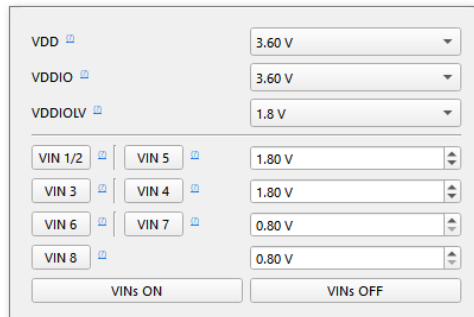 VDD 3.60 V
VDDIO 3.60 V
VDDIOLV 1.8 V
VIN 1/2 VIN 5 1.80 V
VIN 3 VIN 4 1.80 V
VIN 6 VIN 7 0.80 V
VIN 8 0.80 V
VINs ON VINs OFF